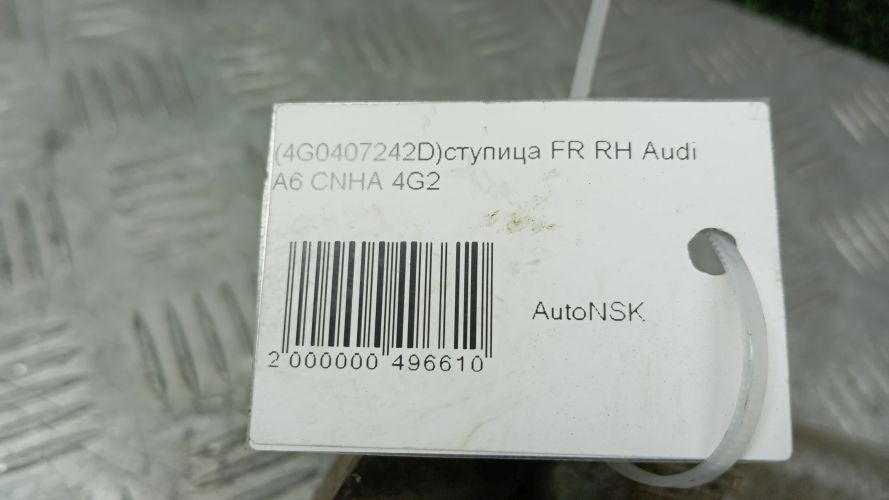 (4G0407242D)ступица FR RH Audi
A6 CNHA 4G2
AutoNSK
2 000000 496610